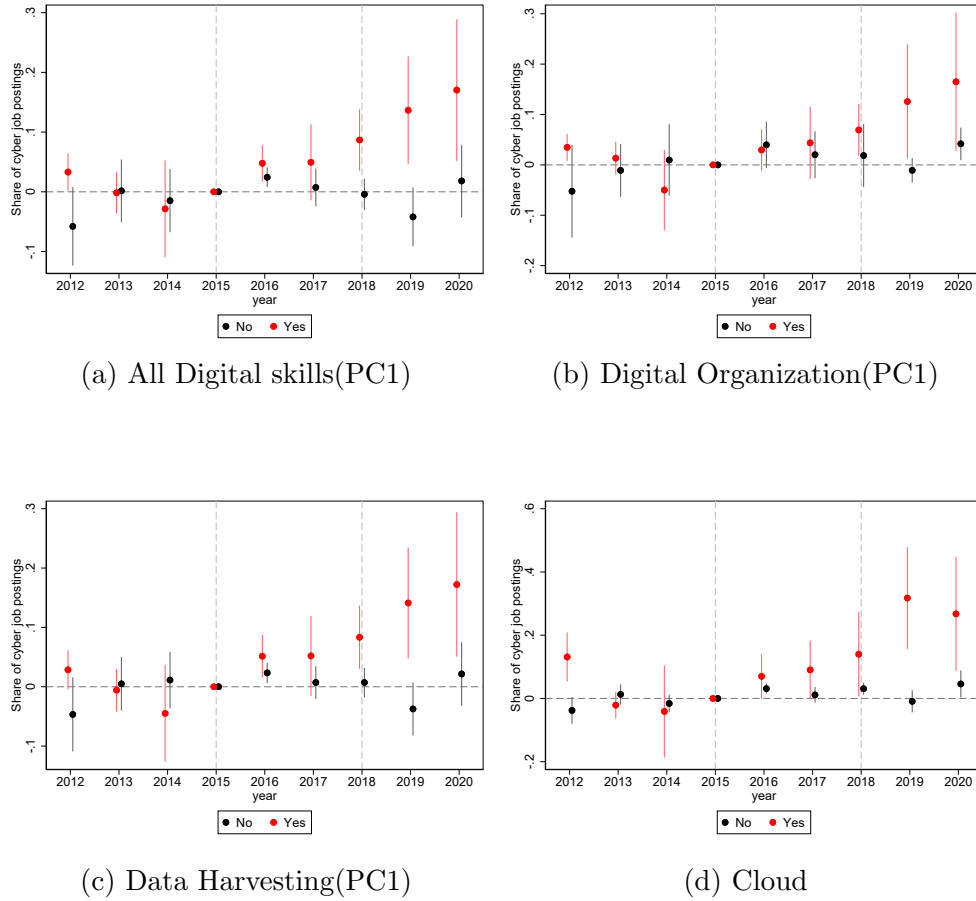 Share of cyber job postings
.3
.2
.1
0
-.1
2012 2013 2014 2015 2016 2017 2018 2019 2020
year
No Yes
(a) All Digital skills(PC1)
Share of cyber job postings
.3
.2
.1
0
-.1
-.2
2012 2013 2014 2015 2016 2017 2018 2019 2020
year
No Yes
(b) Digital Organization(PC1)
Share of cyber job postings
.3
.2
.1
0
-.1
2012 2013 2014 2015 2016 2017 2018 2019 2020
year
No Yes
(c) Data Harvesting(PC1)
Share of cyber job postings
.6
.4
.2
0
-.2
2012 2013 2014 2015 2016 2017 2018 2019 2020
year
No Yes
(d) Cloud